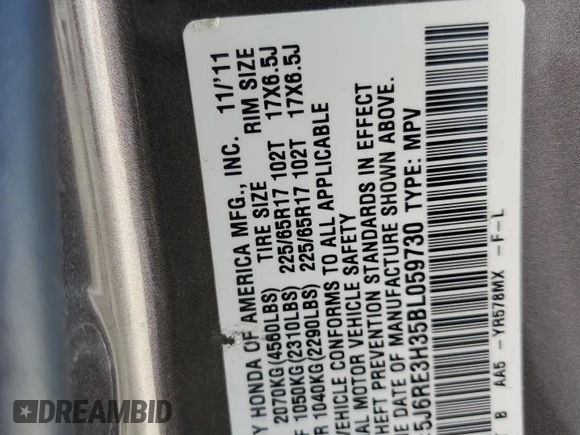 Y HONDA OF AMERICA MFG., INC. 11/'11
TIRE SIZE RIM SIZE
2070KG(4560LBS)
F 1050KG(2310LBS) 225/65R17 102T 17X6.5J
R 1040KG(2290LBS) 225/65R17 102T 17X6.5J
VEHICLE CONFORMS TO ALL APPLICABLE
AL MOTOR VEHICLE SAFETY
HEFT PREVENTION STANDARDS IN EFFECT
DATE OF MANUFACTURE SHOWN ABOVE.
5J6RE3H35BL059730 TYPE: MPV
B AA5 - YR578MX - F-L
DREAMBID